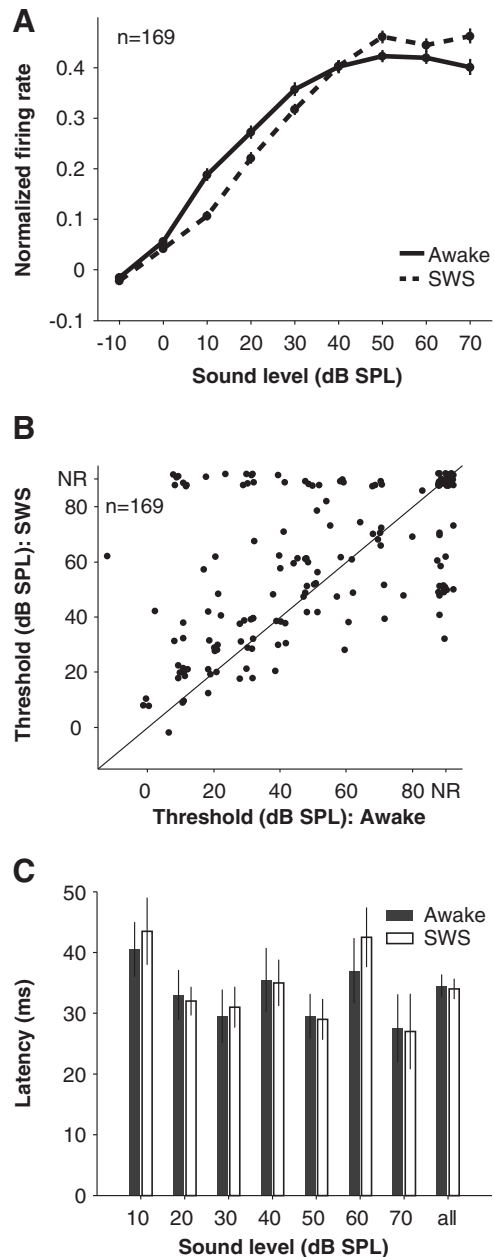 A
n=169
Normalized firing rate
0.4
0.3
0.2
0.1
0
-0.1
Awake
SWS
-10 0 10 20 30 40 50 60 70
Sound level (dB SPL)
B
n=169
Threshold (dB SPL): SWS
NR
80
60
40
20
0
0 20 40 60 80 NR
Threshold (dB SPL): Awake
C
Latency (ms)
50
40
30
20
10
0
Awake
SWS
10 20 30 40 50 60 70 all
Sound level (dB SPL)